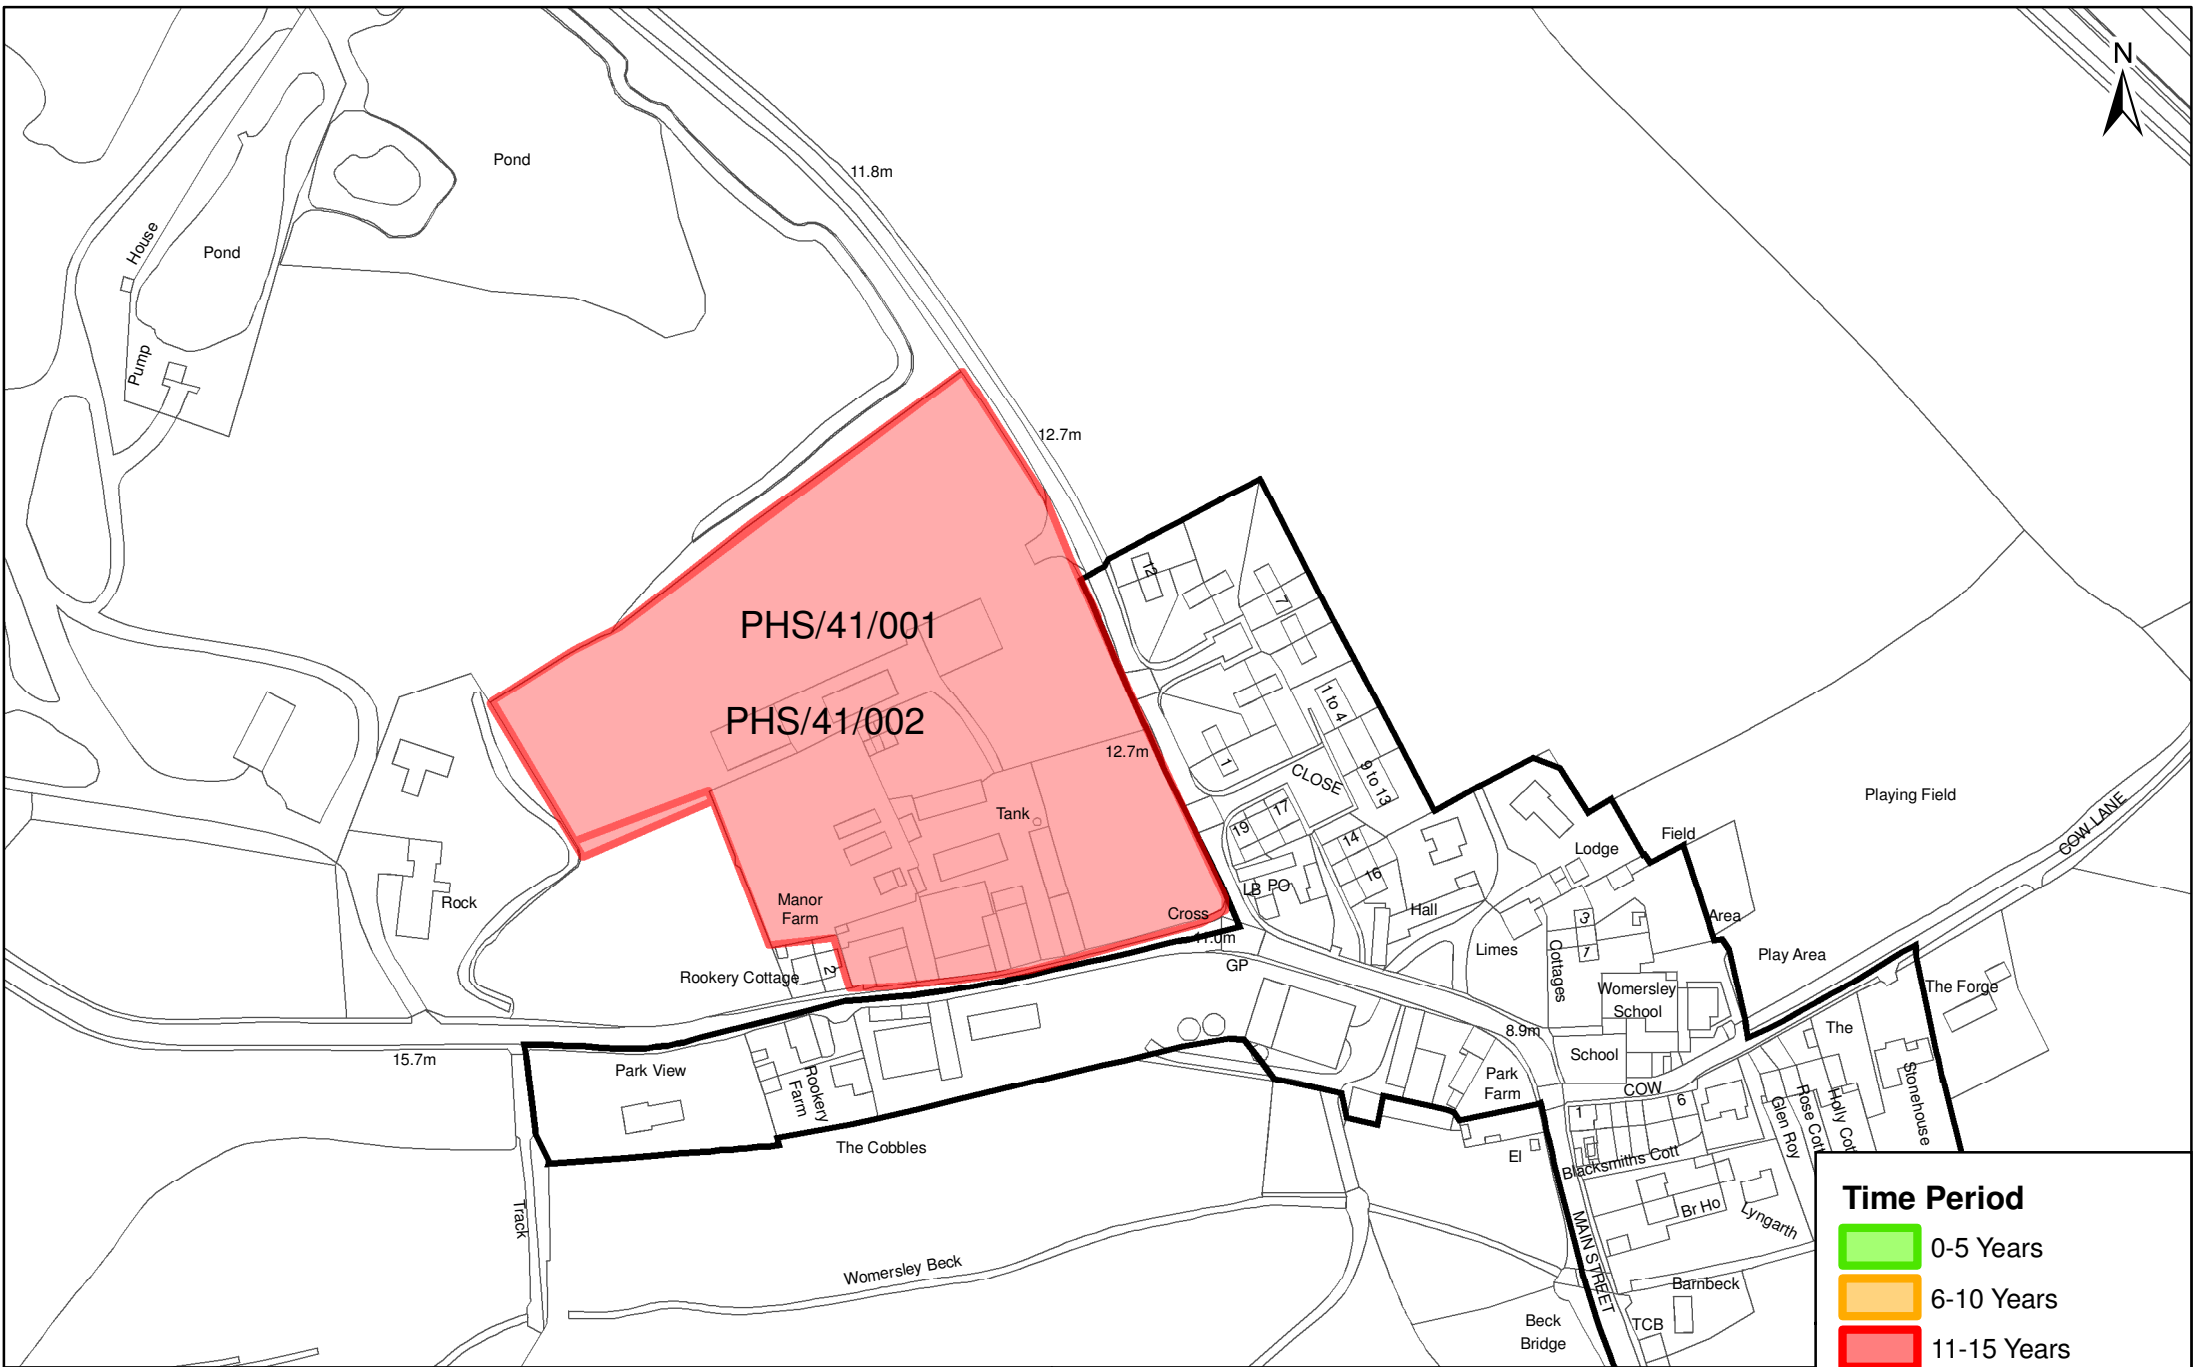 N
Pond
11.8m
House
Pond
Pump
12.7m
12
7
PHS/41/001
PHS/41/002
1 to 4
12.7m
1
CLOSE
9 to 13
Playing Field
COW LANE
Tank
17
19
14
Field
Lodge
16
LB
PO
Rock
Manor
Farm
Cross
Hall
3
Area
11.0m
Limes
Cottages
1
Play Area
Rookery Cottage
2
GP
Womersley
School
The Forge
8.9m
The
15.7m
Park View
School
Stonehouse
Rookery
Farm
Park
Farm
COW
1
6
Glen Roy
Rose Cott
Holly Cott
The Cobbles
El
Blacksmiths Cott
Track
Br Ho
Lyngarth
MAIN STREET
Womersley Beck
Barnbeck
Beck
Bridge
TCB
Time Period
0-5 Years
6-10 Years
11-15 Years